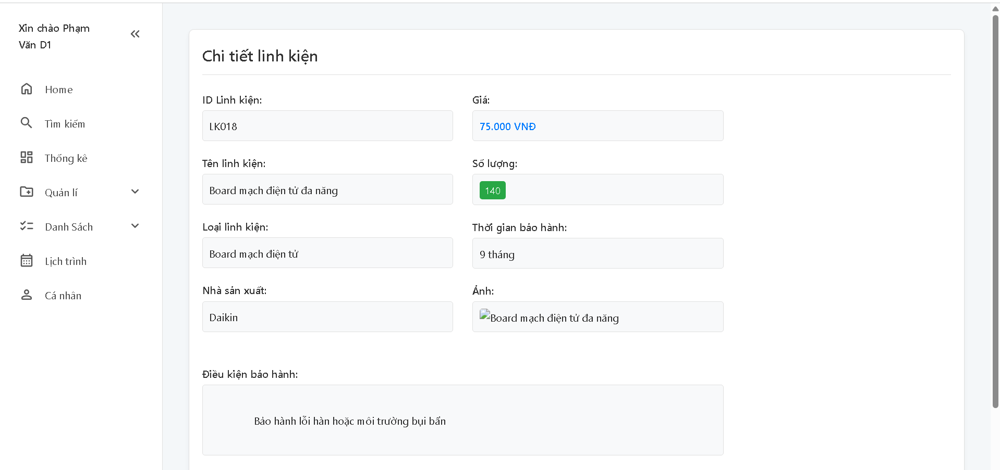 Xin chào Phạm
Văn D1
Home
Tìm kiếm
Thống kê
Quản lí
Danh Sách
Lịch trình
Cá nhân
Chi tiết linh kiện
ID Linh kiện:
LK018
Giá:
75.000 VNĐ
Tên linh kiện:
Board mạch điện tử đa năng
Số lượng:
140
Loại linh kiện:
Board mạch điện tử
Thời gian bảo hành:
9 tháng
Nhà sản xuất:
Daikin
Ảnh:
Board mạch điện tử đa năng
Điều kiện bảo hành:
Bảo hành lỗi hàn hoặc môi trường bụi bẩn